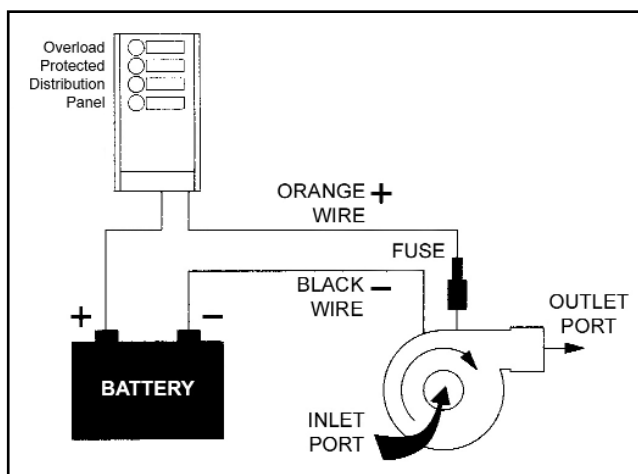 Overload
Protected
Distribution
Panel
ORANGE +
WIRE
FUSE
BLACK −
WIRE
OUTLET
PORT
+ −
BATTERY
INLET
PORT